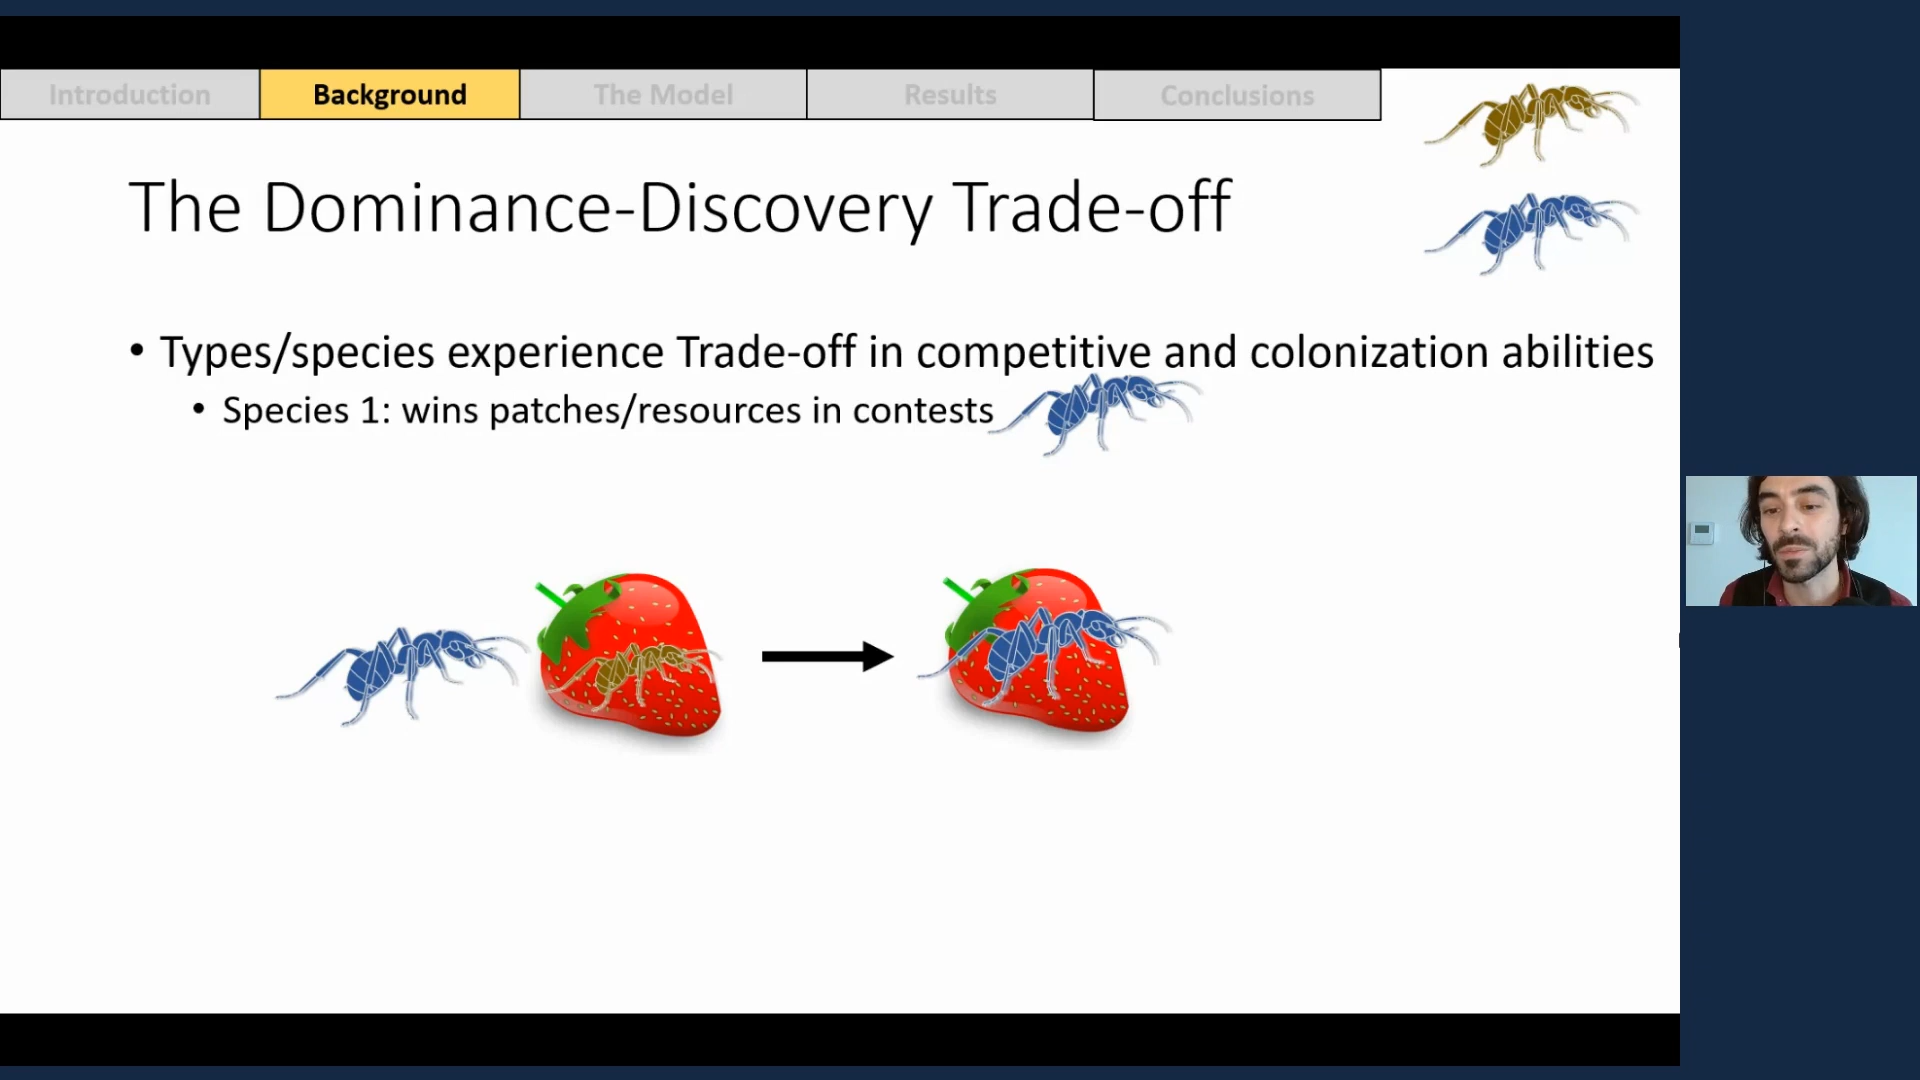 Introduction
Background
The Model
Results
Conclusions
The Dominance-Discovery Trade-off
• Types/species experience Trade-off in competitive and colonization abilities
• Species 1: wins patches/resources in contests